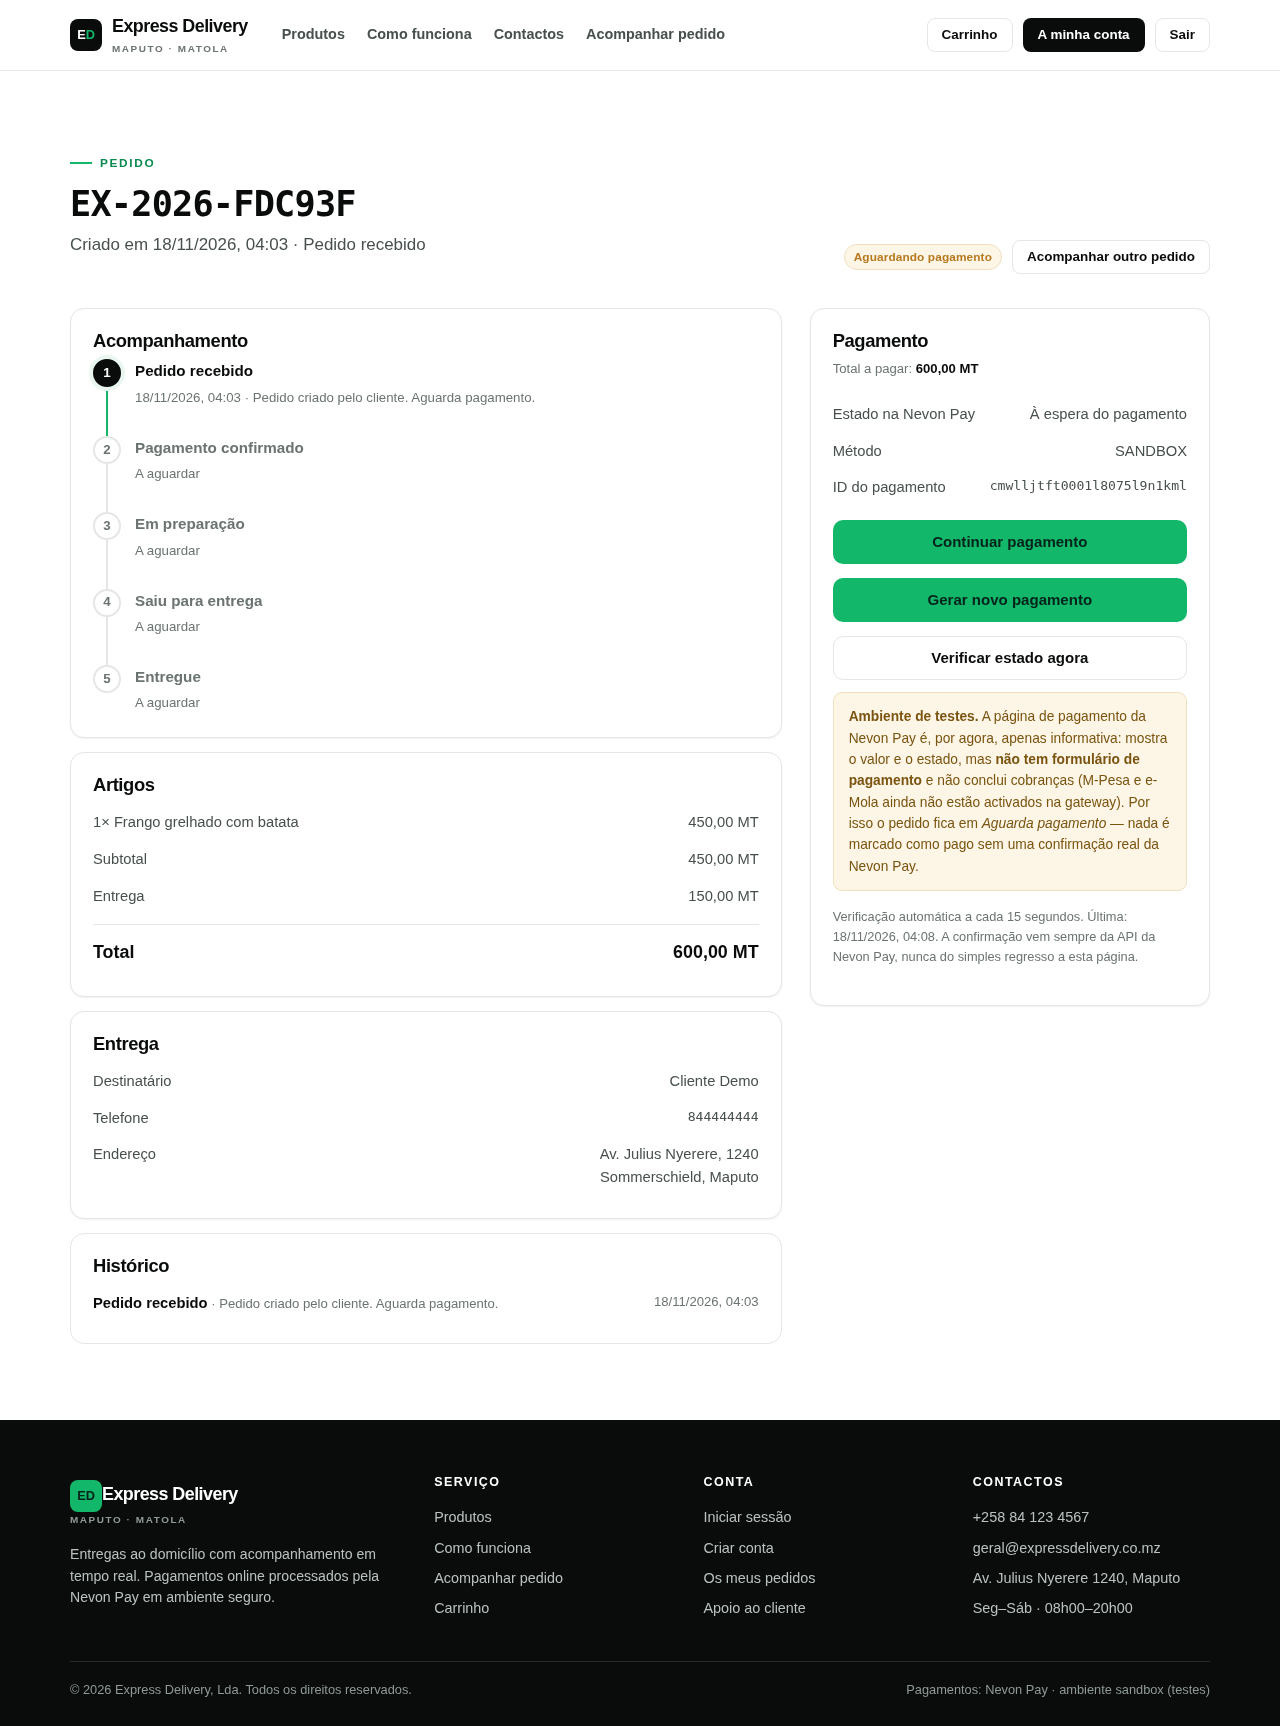 ED Express Delivery
MAPUTO · MATOLA
Produtos Como funciona Contactos Acompanhar pedido
Carrinho A minha conta Sair
PEDIDO
EX-2026-FDC93F
Criado em 18/11/2026, 04:03 · Pedido recebido
Aguardando pagamento Acompanhar outro pedido
Acompanhamento
1 Pedido recebido
18/11/2026, 04:03 · Pedido criado pelo cliente. Aguarda pagamento.
2 Pagamento confirmado
A aguardar
3 Em preparação
A aguardar
4 Saiu para entrega
A aguardar
5 Entregue
A aguardar
Artigos
1× Frango grelhado com batata 450,00 MT
Subtotal 450,00 MT
Entrega 150,00 MT
Total 600,00 MT
Entrega
Destinatário Cliente Demo
Telefone 844444444
Endereço Av. Julius Nyerere, 1240
Sommerschield, Maputo
Histórico
Pedido recebido · Pedido criado pelo cliente. Aguarda pagamento. 18/11/2026, 04:03
Pagamento
Total a pagar: 600,00 MT
Estado na Nevon Pay À espera do pagamento
Método SANDBOX
ID do pagamento cmwlljtft0001l8075l9n1kml
Continuar pagamento
Gerar novo pagamento
Verificar estado agora
Ambiente de testes. A página de pagamento da
Nevon Pay é, por agora, apenas informativa: mostra
o valor e o estado, mas não tem formulário de
pagamento e não conclui cobranças (M-Pesa e e-
Mola ainda não estão activados na gateway). Por
isso o pedido fica em Aguarda pagamento — nada é
marcado como pago sem uma confirmação real da
Nevon Pay.
Verificação automática a cada 15 segundos. Última:
18/11/2026, 04:08. A confirmação vem sempre da API da
Nevon Pay, nunca do simples regresso a esta página.
ED Express Delivery
MAPUTO · MATOLA
Entregas ao domicílio com acompanhamento em
tempo real. Pagamentos online processados pela
Nevon Pay em ambiente seguro.
SERVIÇO
Produtos
Como funciona
Acompanhar pedido
Carrinho
CONTA
Iniciar sessão
Criar conta
Os meus pedidos
Apoio ao cliente
CONTACTOS
+258 84 123 4567
geral@expressdelivery.co.mz
Av. Julius Nyerere 1240, Maputo
Seg–Sáb · 08h00–20h00
© 2026 Express Delivery, Lda. Todos os direitos reservados.
Pagamentos: Nevon Pay · ambiente sandbox (testes)